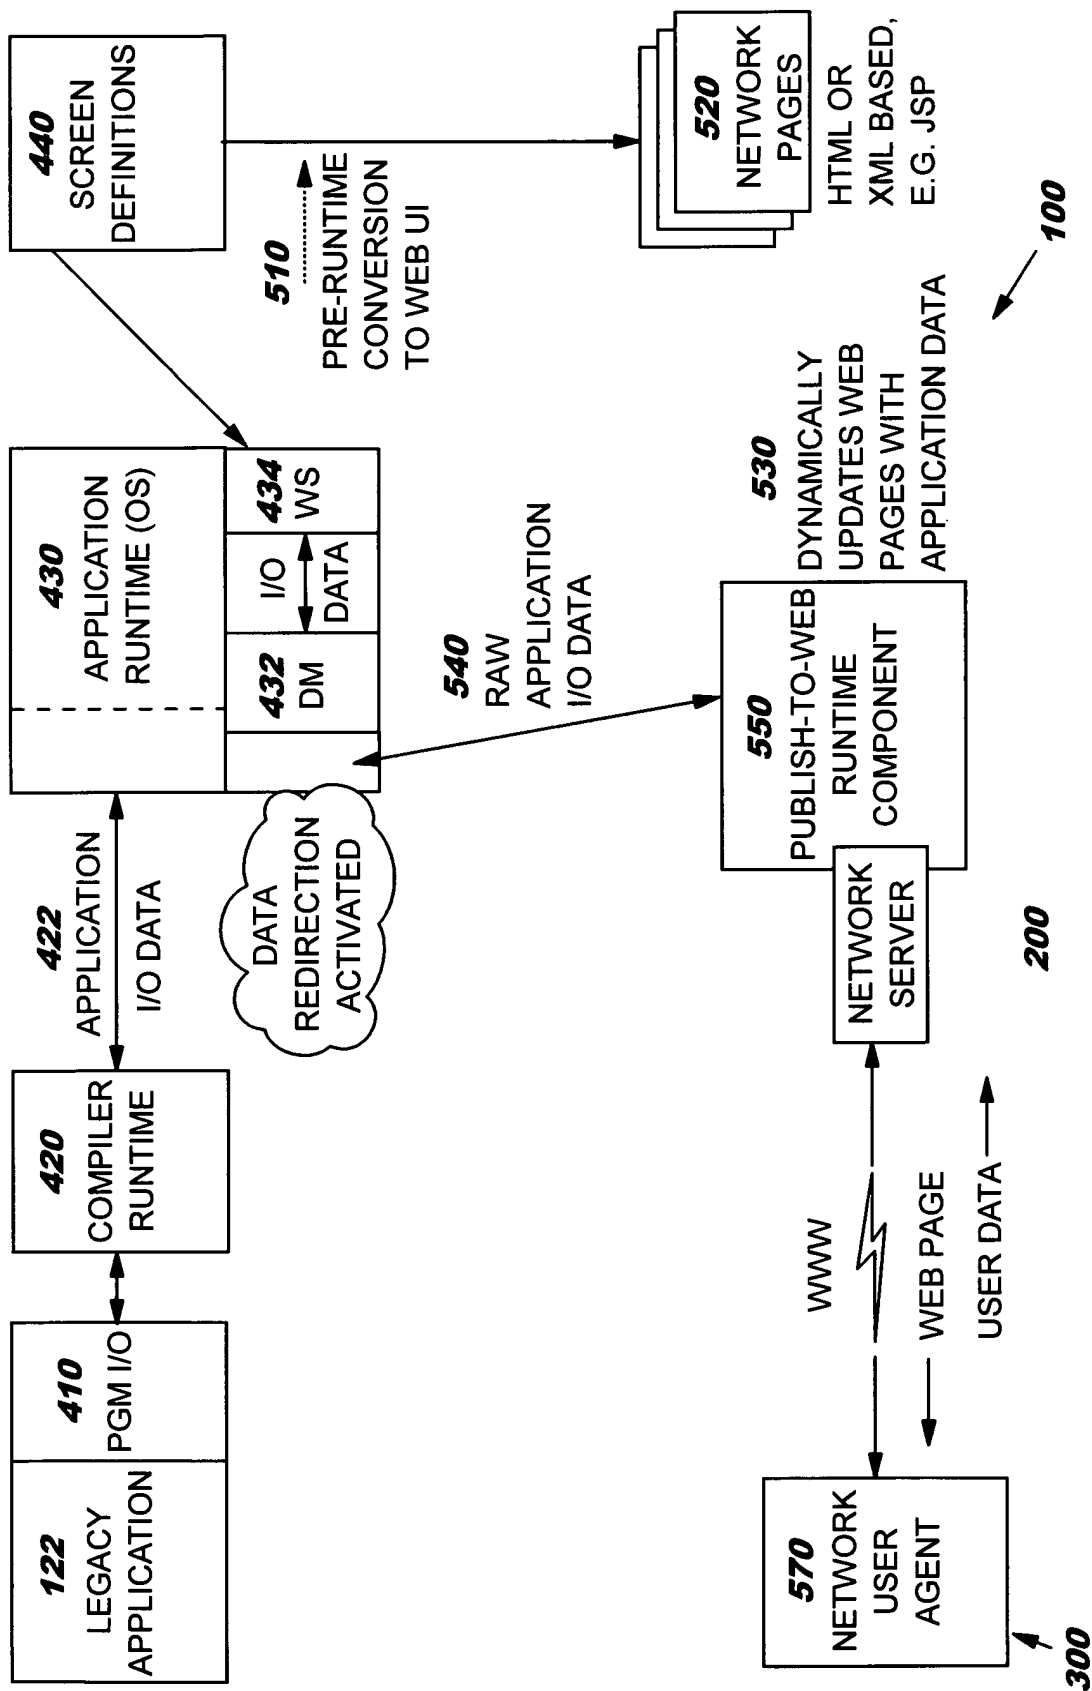 122
LEGACY
APPLICATION
410
PGM I/O
420
COMPILER
RUNTIME
422
APPLICATION
I/O DATA
430
APPLICATION
RUNTIME (OS)
432
DM
I/O
DATA
434
WS
440
SCREEN
DEFINITIONS
DATA
REDIRECTION
ACTIVATED
540
RAW
APPLICATION
I/O DATA
510
PRE-RUNTIME
CONVERSION
TO WEB UI
520
NETWORK
PAGES
HTML OR
XML BASED,
E.G. JSP
530
DYNAMICALLY
UPDATES WEB
PAGES WITH
APPLICATION DATA
550
PUBLISH-TO-WEB
RUNTIME
COMPONENT
NETWORK
SERVER
WWW
WEB PAGE
USER DATA
570
NETWORK
USER
AGENT
300
200
100